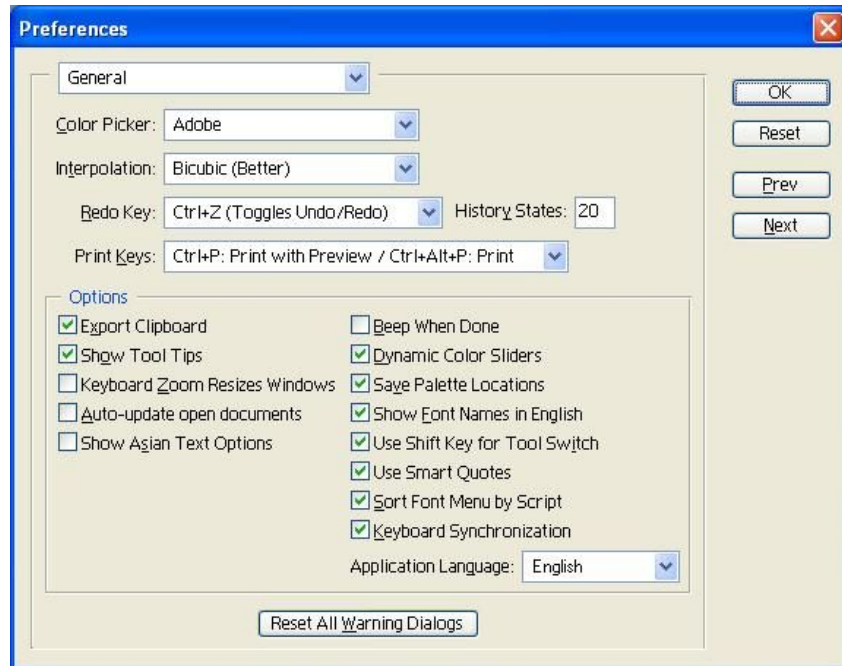 Preferences
General
OK
Color Picker: Adobe
Reset
Interpolation: Bicubic (Better)
Prev
Redo Key: Ctrl+Z (Toggles Undo/Redo) History States: 20
Next
Print Keys: Ctrl+P: Print with Preview / Ctrl+Alt+P: Print
Options
Export Clipboard
Show Tool Tips
Keyboard Zoom Resizes Windows
Auto-update open documents
Show Asian Text Options
Beep When Done
Dynamic Color Sliders
Save Palette Locations
Show Font Names in English
Use Shift Key for Tool Switch
Use Smart Quotes
Sort Font Menu by Script
Keyboard Synchronization
Application Language: English
Reset All Warning Dialogs